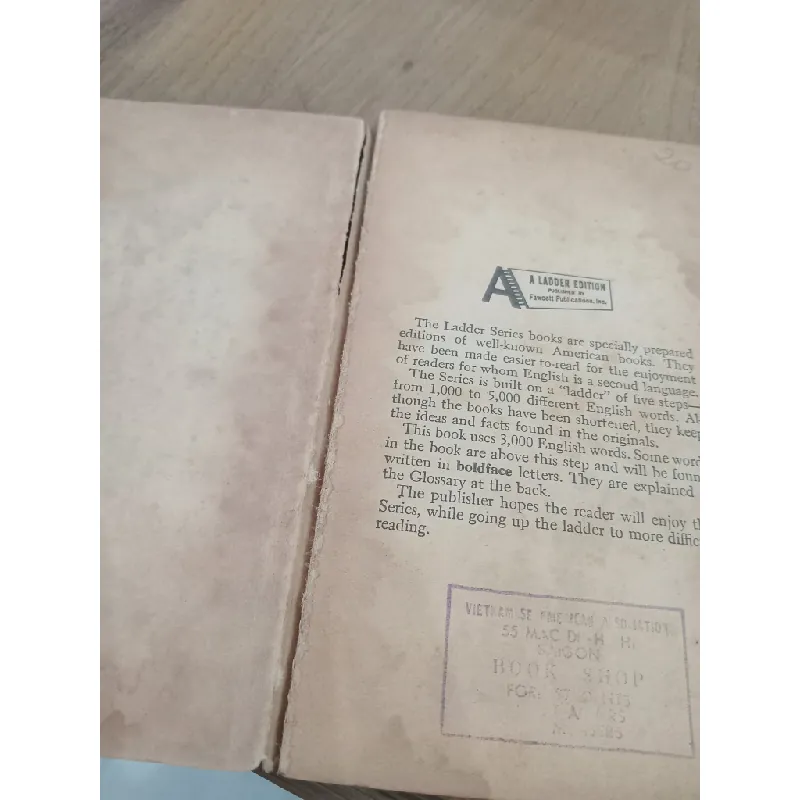 20
A LADDER EDITION
PUBLISHED BY
Fawcett Publications, Inc.
The Ladder Series books are specially prepared
editions of well-known American books. They
have been made easier-to-read for the enjoyment
of readers for whom English is a second language.
The Series is built on a "ladder" of five steps—
from 1,000 to 5,000 different English words. Al
though the books have been shortened, they keep
the ideas and facts found in the originals.
This book uses 3,000 English words. Some word
in the book are above this step and will be foun
written in boldface letters. They are explained
the Glossary at the back.
The publisher hopes the reader will enjoy th
Series, while going up the ladder to more diffic
reading.
55 MAC
BOOK SHOP
FOR